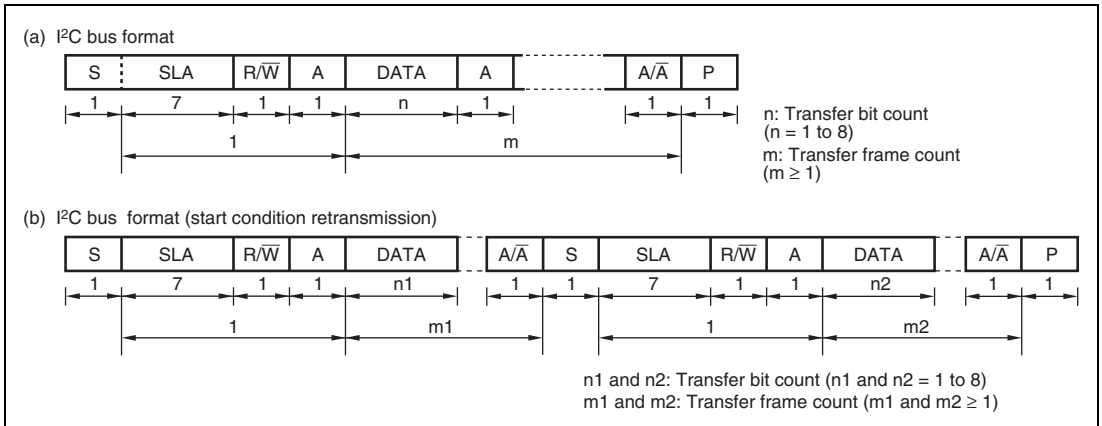 (a) I²C bus format
S SLA R/W̅ A DATA A A/A̅ P
1 7 1 1 n 1 1 1
1 m
n: Transfer bit count
(n = 1 to 8)
m: Transfer frame count
(m ≥ 1)
(b) I²C bus format (start condition retransmission)
S SLA R/W̅ A DATA A/A̅ S SLA R/W̅ A DATA A/A̅ P
1 7 1 1 n1 1 1 7 1 1 n2 1 1
1 m1 1 m2
n1 and n2: Transfer bit count (n1 and n2 = 1 to 8)
m1 and m2: Transfer frame count (m1 and m2 ≥ 1)